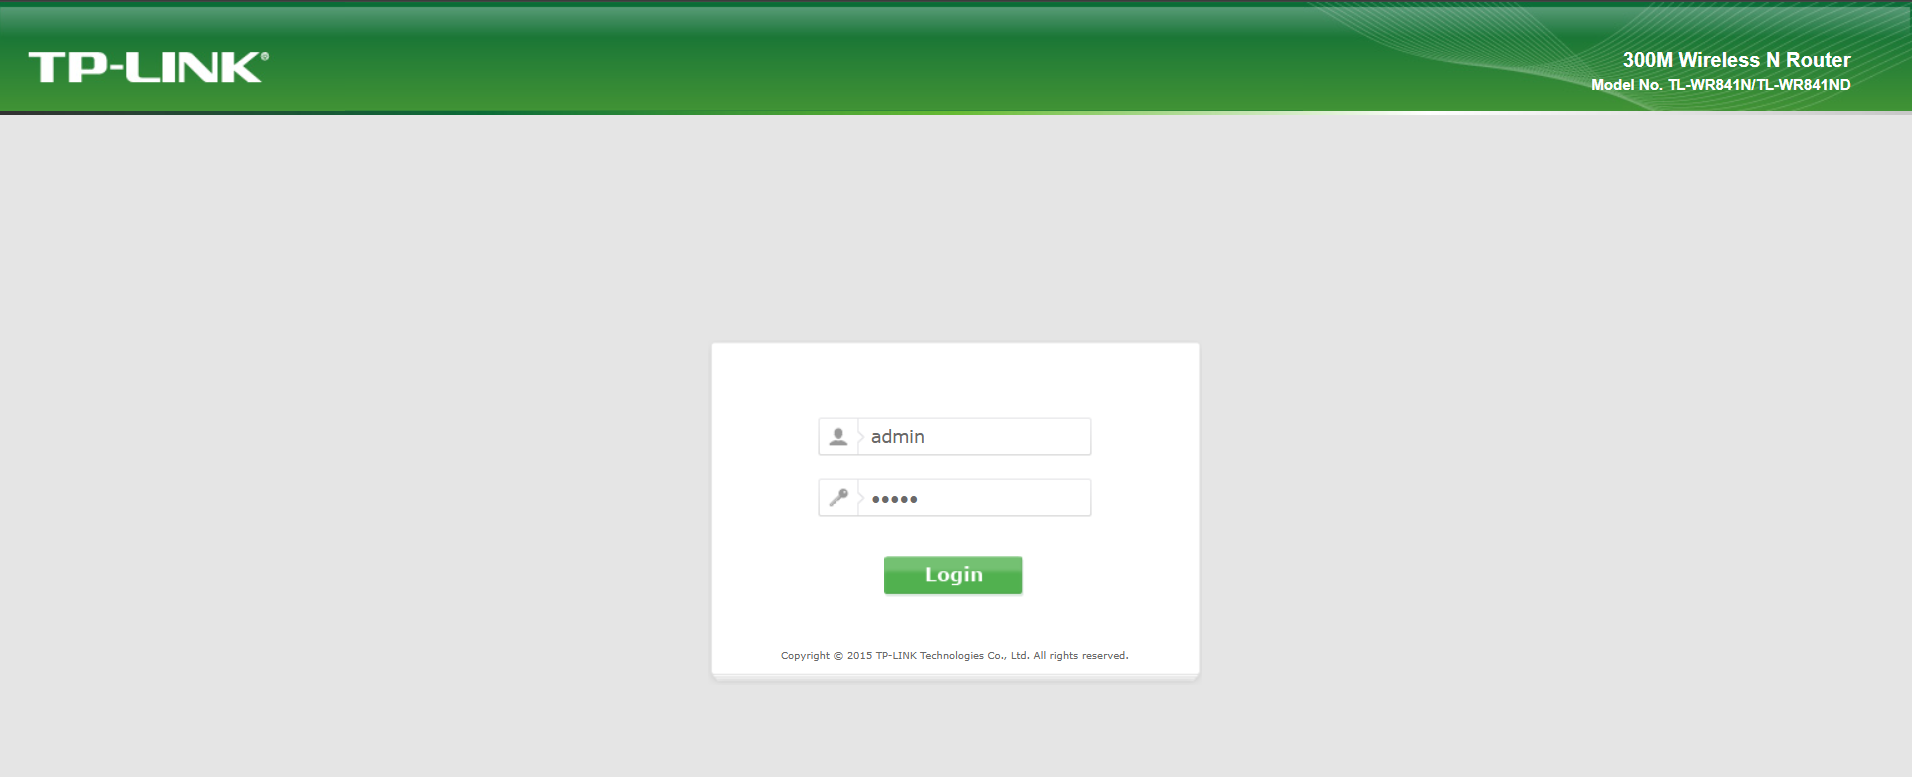 TP-LINK®
300M Wireless N Router
Model No. TL-WR841N/TL-WR841ND
admin
•••••
Login
Copyright © 2015 TP-LINK Technologies Co., Ltd. All rights reserved.